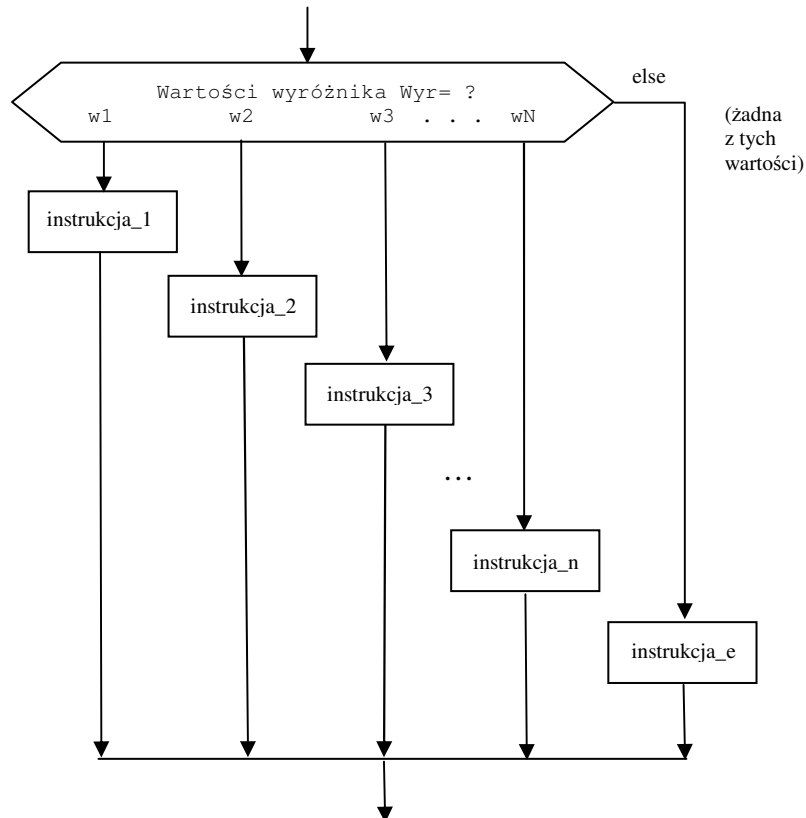 Wartości wyróżnika Wyr= ?
w1 w2 w3 . . . wN
else
(żadna
z tych
wartości)
instrukcja_1
instrukcja_2
instrukcja_3
...
instrukcja_n
instrukcja_e